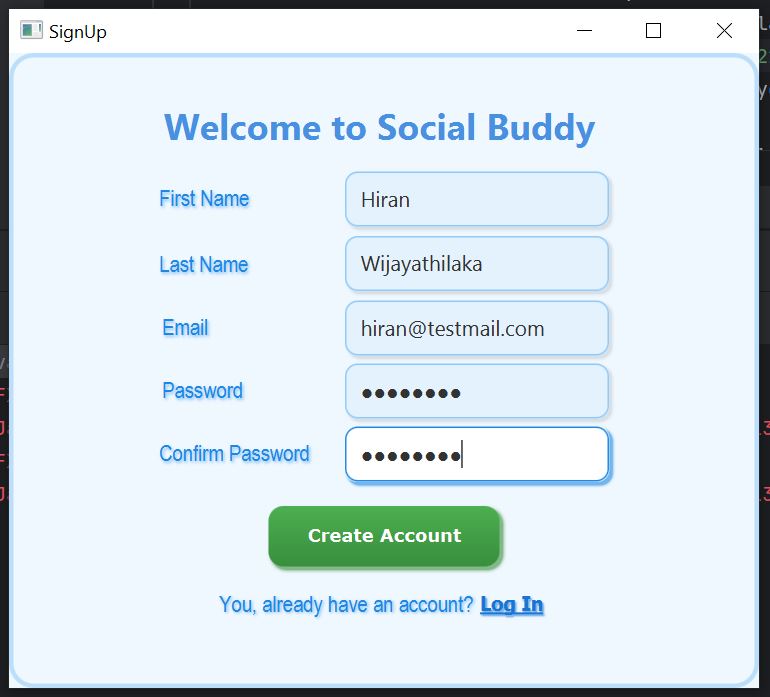 SignUp
Welcome to Social Buddy
First Name
Hiran
Last Name
Wijayathilaka
Email
hiran@testmail.com
Password
●●●●●●●●
Confirm Password
●●●●●●●●
Create Account
You, already have an account? Log In